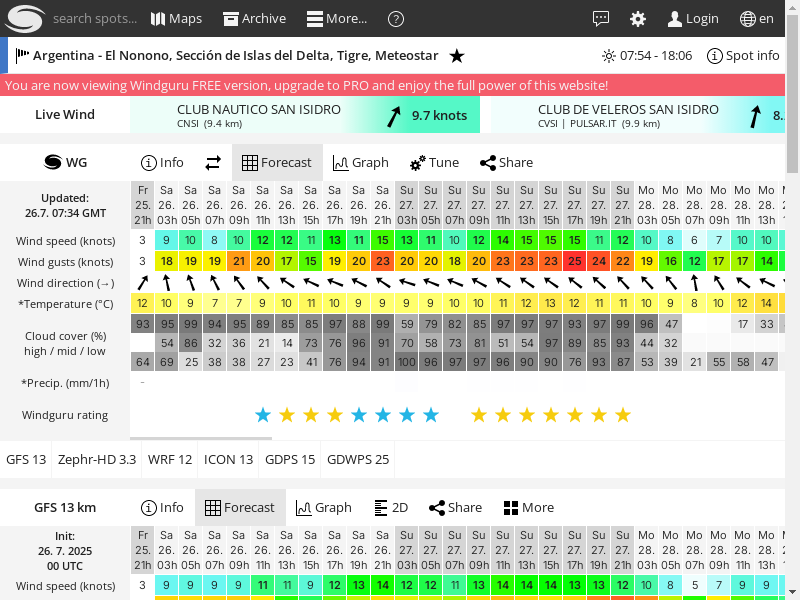 search spots... Maps Archive More... ? Login en
Argentina - El Nonono, Sección de Islas del Delta, Tigre, Meteostar ★ 07:54 - 18:06 Spot info
You are now viewing Windguru FREE version, upgrade to PRO and enjoy the full power of this website!
Live Wind CLUB NAUTICO SAN ISIDRO 9.7 knots CLUB DE VELEROS SAN ISIDRO 8.
CNSI (9.4 km) CVSI | PULSAR.IT (9.9 km)
WG Info Forecast Graph Tune Share
Updated:
26.7. 07:34 GMT
Fr Sa Sa Sa Sa Sa Sa Sa Sa Sa Sa Su Su Su Su Su Su Su Su Su Su Mo Mo Mo Mo Mo Mo
25. 26. 26. 26. 26. 26. 26. 26. 26. 26. 26. 27. 27. 27. 27. 27. 27. 27. 27. 27. 27. 28. 28. 28. 28. 28. 28.
21h 03h 05h 07h 09h 11h 13h 15h 17h 19h 21h 03h 05h 07h 09h 11h 13h 15h 17h 19h 21h 03h 05h 07h 09h 11h 13h
Wind speed (knots) 3 9 10 8 10 12 12 11 13 11 15 13 11 10 12 14 15 15 15 11 12 10 8 6 7 10 10
Wind gusts (knots) 3 18 19 19 21 20 17 15 19 20 23 20 20 18 20 23 23 23 25 24 22 19 16 12 17 17 14
Wind direction (→)
*Temperature (°C) 12 10 9 7 7 9 10 11 10 9 9 9 9 10 10 11 12 13 12 11 11 10 9 8 10 12 14
Cloud cover (%)
high / mid / low
93 95 99 94 95 89 85 85 97 88 99 59 79 82 85 97 97 97 93 97 99 96 47 17 33
54 86 32 36 21 14 73 76 96 91 70 58 73 81 51 54 97 89 85 93 44 32
64 69 25 38 38 27 23 41 76 94 91 100 96 97 97 96 90 90 76 93 87 53 39 21 55 58 47
*Precip. (mm/1h) -
Windguru rating
GFS 13 Zephr-HD 3.3 WRF 12 ICON 13 GDPS 15 GDWPS 25
GFS 13 km Info Forecast Graph 2D Share More
Init:
26. 7. 2025
00 UTC
Fr Sa Sa Sa Sa Sa Sa Sa Sa Sa Sa Su Su Su Su Su Su Su Su Su Su Mo Mo Mo Mo Mo Mo
25. 26. 26. 26. 26. 26. 26. 26. 26. 26. 26. 27. 27. 27. 27. 27. 27. 27. 27. 27. 27. 28. 28. 28. 28. 28. 28.
21h 03h 05h 07h 09h 11h 13h 15h 17h 19h 21h 03h 05h 07h 09h 11h 13h 15h 17h 19h 21h 03h 05h 07h 09h 11h 13h
Wind speed (knots) 3 9 9 9 9 11 11 9 12 13 14 12 12 11 13 14 14 14 13 13 12 10 8 5 7 9 9